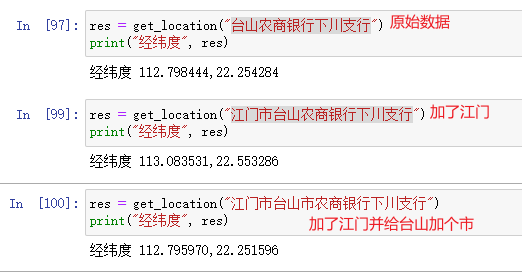 In [97]: res = get_location("台山农商银行下川支行") 原始数据
print("经纬度", res)
经纬度 112.798444,22.254284
In [99]: res = get_location("江门市台山农商银行下川支行") 加了江门
print("经纬度", res)
经纬度 113.083531,22.553286
In [100]: res = get_location("江门市台山市农商银行下川支行")
print("经纬度", res) 加了江门并给台山加个市
经纬度 112.795970,22.251596